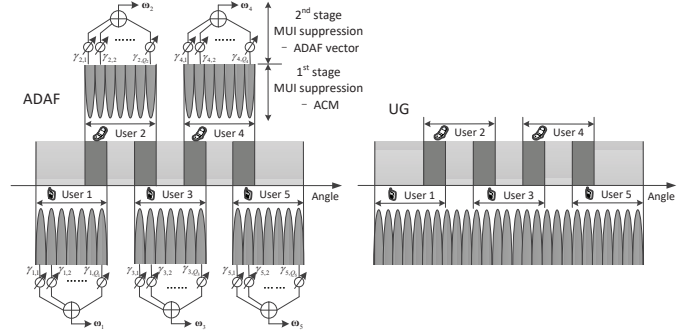 ω₂
ω₄
2nd stage
MUI suppression
– ADAF vector
γ2,1 γ2,2 ...... γ2,Q₂
γ4,1 γ4,2 ...... γ4,Q₄
1st stage
MUI suppression
– ACM
ADAF
UG
User 2
User 4
User 2
User 4
User 1
User 3
User 5
Angle
User 1
User 3
User 5
Angle
γ1,1 γ1,2 γ1,Q₁
......
γ3,1 γ3,2 γ3,Q₃
......
γ5,1 γ5,2 γ5,Q₅
......
ω₁
ω₃
ω₅